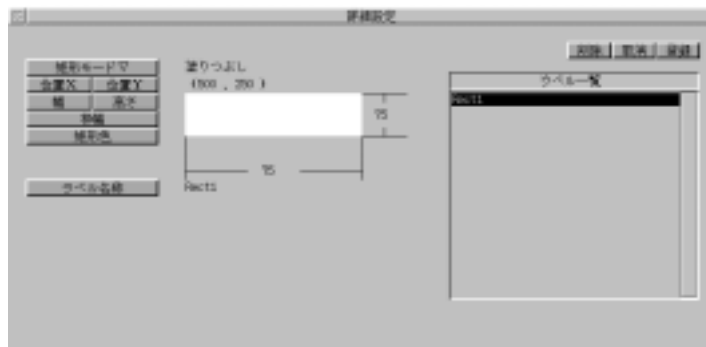 詳細設定
削除 取消 登録
矩形モード▽ 塗りつぶし
位置X 位置Y (500 , 250 )
ラベル一覧
幅 高さ
Rect1
75
枠幅
矩形色
75
ラベル名称 Rect1